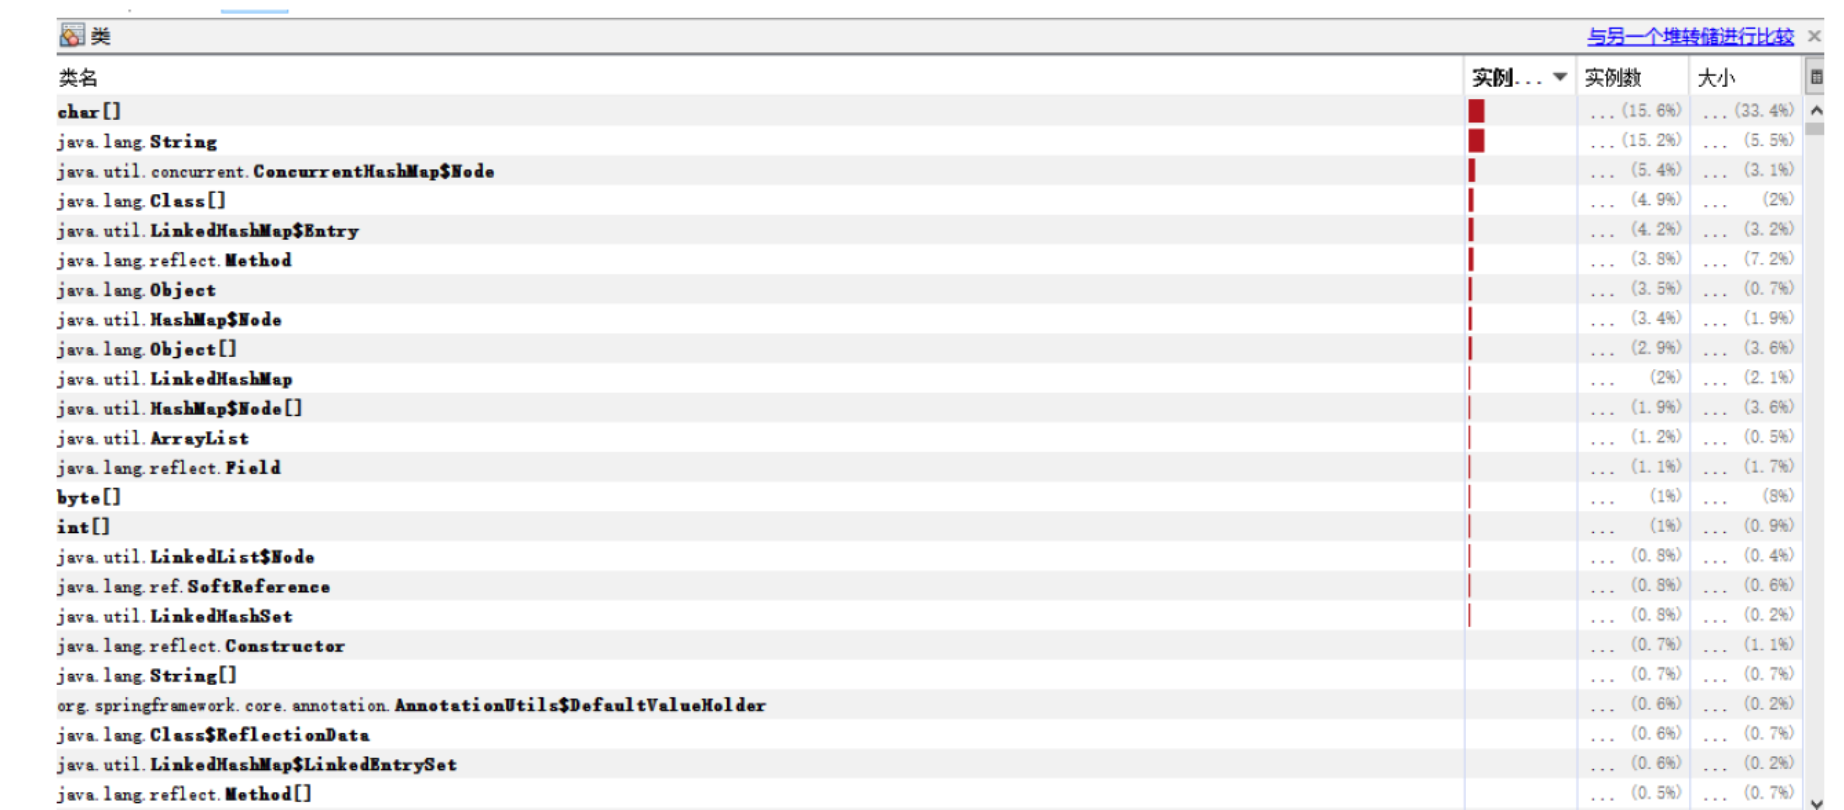 类 与另一个堆转储进行比较
类名 实例... 实例数 大小
char[] ... (15.6%) ... (33.4%)
java.lang.String ... (15.2%) ... (5.5%)
java.util.concurrent.ConcurrentHashMap$Node ... (5.4%) ... (3.1%)
java.lang.Class[] ... (4.9%) ... (2%)
java.util.LinkedHashMap$Entry ... (4.2%) ... (3.2%)
java.lang.reflect.Method ... (3.8%) ... (7.2%)
java.lang.Object ... (3.5%) ... (0.7%)
java.util.HashMap$Node ... (3.4%) ... (1.9%)
java.lang.Object[] ... (2.9%) ... (3.6%)
java.util.LinkedHashMap ... (2%) ... (2.1%)
java.util.HashMap$Node[] ... (1.9%) ... (3.6%)
java.util.ArrayList ... (1.2%) ... (0.5%)
java.lang.reflect.Field ... (1.1%) ... (1.7%)
byte[] ... (1%) ... (8%)
int[] ... (1%) ... (0.9%)
java.util.LinkedList$Node ... (0.8%) ... (0.4%)
java.lang.ref.SoftReference ... (0.8%) ... (0.6%)
java.util.LinkedHashSet ... (0.8%) ... (0.2%)
java.lang.reflect.Constructor ... (0.7%) ... (1.1%)
java.lang.String[] ... (0.7%) ... (0.7%)
org.springframework.core.annotation.AnnotationUtils$DefaultValueHolder ... (0.6%) ... (0.2%)
java.lang.Class$ReflectionData ... (0.6%) ... (0.7%)
java.util.LinkedHashMap$LinkedEntrySet ... (0.6%) ... (0.2%)
java.lang.reflect.Method[] ... (0.5%) ... (0.7%)